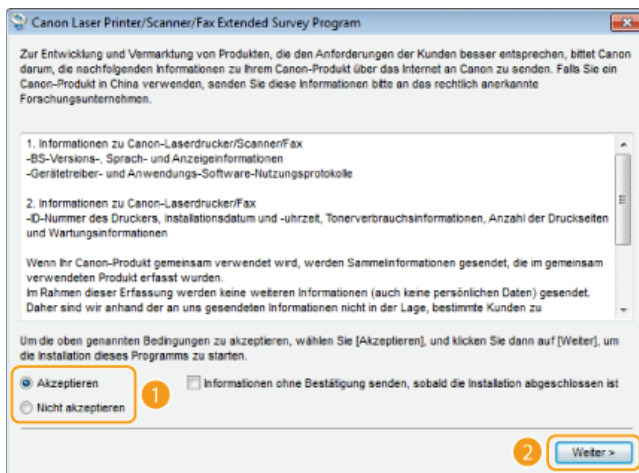 Canon Laser Printer/Scanner/Fax Extended Survey Program
Zur Entwicklung und Vermarktung von Produkten, die den Anforderungen der Kunden besser entsprechen, bittet Canon
darum, die nachfolgenden Informationen zu Ihrem Canon-Produkt über das Internet an Canon zu senden. Falls Sie ein
Canon-Produkt in China verwenden, senden Sie diese Informationen bitte an das rechtlich anerkannte
Forschungsunternehmen.
1. Informationen zu Canon-Laserdrucker/Scanner/Fax
-BS-Versions-, Sprach- und Anzeigeinformationen
-Gerätetreiber- und Anwendungs-Software-Nutzungsprotokolle
2. Informationen zu Canon-Laserdrucker/Fax
-ID-Nummer des Druckers, Installationsdatum und -uhrzeit, Tonerverbrauchsinformationen, Anzahl der Druckseiten
und Wartungsinformationen
Wenn Ihr Canon-Produkt gemeinsam verwendet wird, werden Sammelinformationen gesendet, die im gemeinsam
verwendeten Produkt erfasst wurden.
Im Rahmen dieser Erfassung werden keine weiteren Informationen (auch keine persönlichen Daten) gesendet.
Daher sind wir anhand der an uns gesendeten Informationen nicht in der Lage, bestimmte Kunden zu
Um die oben genannten Bedingungen zu akzeptieren, wählen Sie [Akzeptieren], und klicken Sie dann auf [Weiter], um
die Installation dieses Programms zu starten.
Akzeptieren
Informationen ohne Bestätigung senden, sobald die Installation abgeschlossen ist
Nicht akzeptieren
1
2
Weiter >